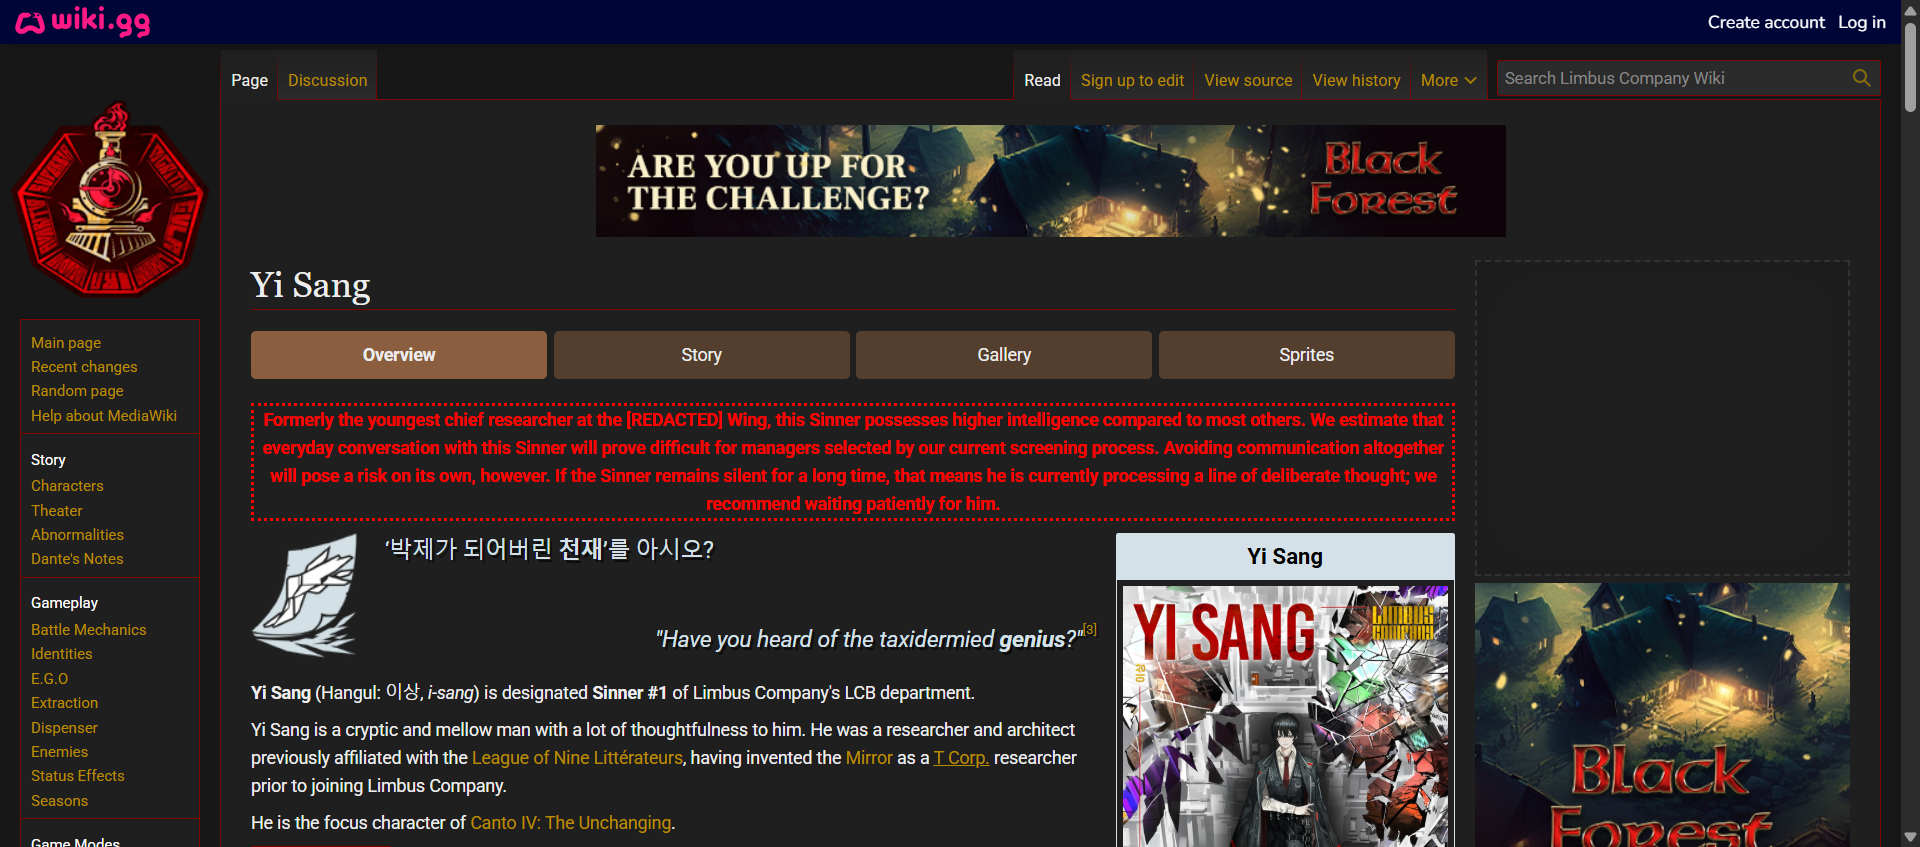 wiki.gg
Create account Log in
Page Discussion Read Sign up to edit View source View history More Search Limbus Company Wiki
ARE YOU UP FOR
THE CHALLENGE?
Black
Forest
Yi Sang
Overview Story Gallery Sprites
Formerly the youngest chief researcher at the [REDACTED] Wing, this Sinner possesses higher intelligence compared to most others. We estimate that
everyday conversation with this Sinner will prove difficult for managers selected by our current screening process. Avoiding communication altogether
will pose a risk on its own, however. If the Sinner remains silent for a long time, that means he is currently processing a line of deliberate thought; we
recommend waiting patiently for him.
‘박제가 되어버린 천재’를 아시오?
"Have you heard of the taxidermied genius?"[3]
Yi Sang (Hangul: 이상, i-sang) is designated Sinner #1 of Limbus Company's LCB department.
Yi Sang is a cryptic and mellow man with a lot of thoughtfulness to him. He was a researcher and architect
previously affiliated with the League of Nine Littérateurs, having invented the Mirror as a T Corp. researcher
prior to joining Limbus Company.
He is the focus character of Canto IV: The Unchanging.
Yi Sang
YI SANG
LIMBUS
COMPANY
이상
Black
Forest
Main page
Recent changes
Random page
Help about MediaWiki
Story
Characters
Theater
Abnormalities
Dante's Notes
Gameplay
Battle Mechanics
Identities
E.G.O
Extraction
Dispenser
Enemies
Status Effects
Seasons
Game Modes